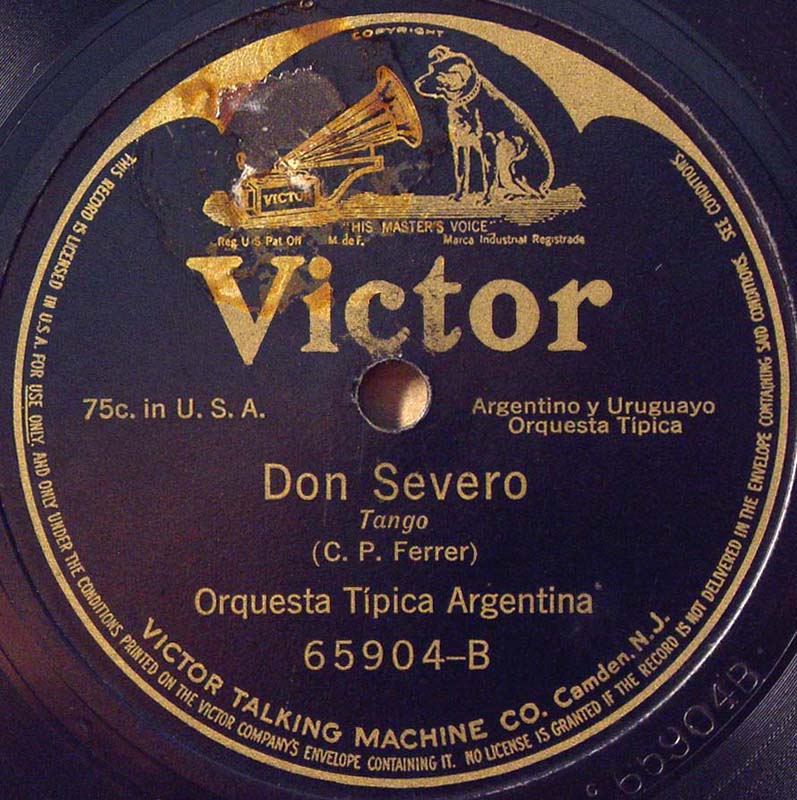 COPYRIGHT
VICTOR
"HIS MASTER'S VOICE"
Reg. U.S. Pat. Off. M. de F. Marca Industrial Registrada
Victor
75c. in U. S. A.
Argentino y Uruguayo
Orquesta Típica
Don Severo
Tango
(C. P. Ferrer)
Orquesta Típica Argentina
65904–B
VICTOR TALKING MACHINE CO. Camden, N.J.
THIS RECORD IS LICENSED IN U.S.A. FOR USE ONLY, AND ONLY UNDER THE CONDITIONS PRINTED ON THE VICTOR COMPANY'S ENVELOPE CONTAINING IT. NO LICENSE IS GRANTED IF THE RECORD IS NOT DELIVERED IN THE ENVELOPE CONTAINING SAID CONDITIONS. SEE CONDITIONS
65904B